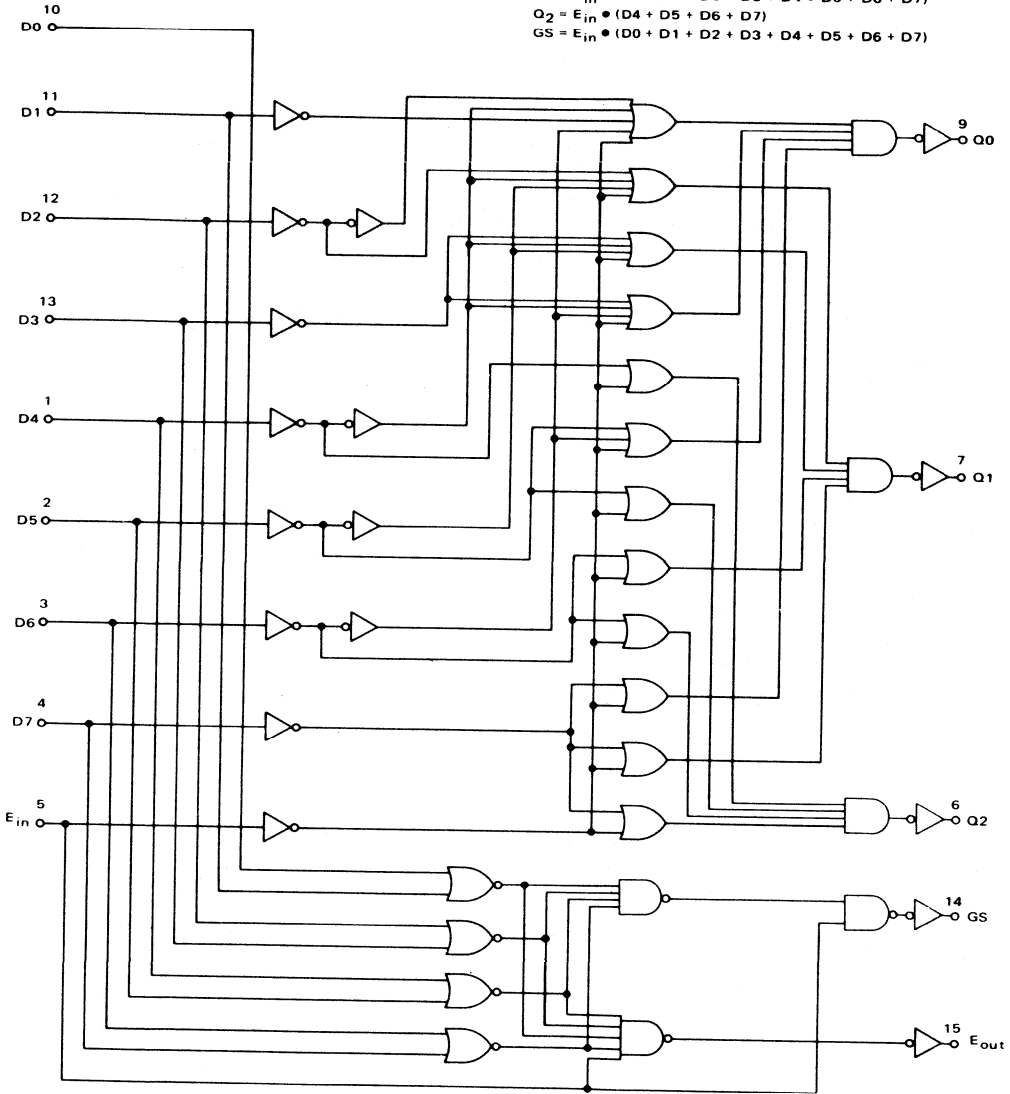 Q2 = Ein • (D4 + D5 + D6 + D7)
GS = Ein • (D0 + D1 + D2 + D3 + D4 + D5 + D6 + D7)
10
D0
11
D1
9
Q0
12
D2
13
D3
1
D4
7
Q1
2
D5
3
D6
4
D7
5
Ein
6
Q2
14
GS
15
Eout